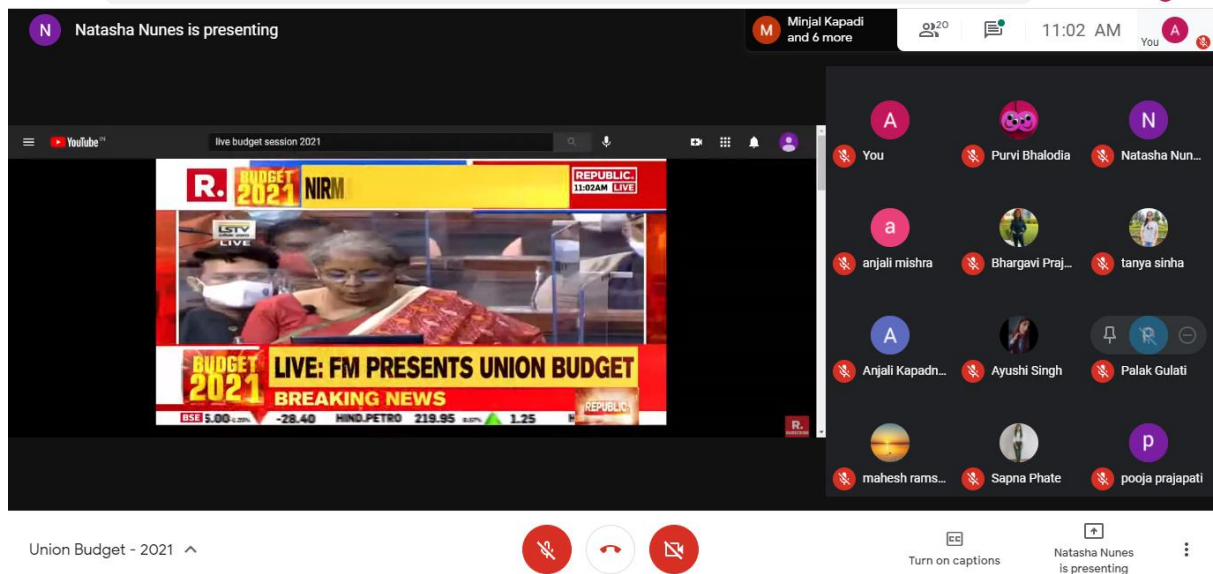 N
Natasha Nunes is presenting
M
Minjal Kapadi
and 6 more
20
11:02 AM
You
A
YouTube IN
live budget session 2021
R.
BUDGET
2021
NIRM
REPUBLIC.
11:02AM LIVE
LSTV
LIVE
BUDGET
2021
LIVE: FM PRESENTS UNION BUDGET
BREAKING NEWS
REPUBLIC.
BSE 5.00 -28.40 HIND.PETRO 219.95 1.25 H
R.
A
You
Purvi Bhalodia
N
Natasha Nun...
a
anjali mishra
Bhargavi Praj...
tanya sinha
A
Anjali Kapadn...
Ayushi Singh
Palak Gulati
mahesh rams...
Sapna Phate
p
pooja prajapati
Union Budget - 2021
CC
Turn on captions
Natasha Nunes
is presenting